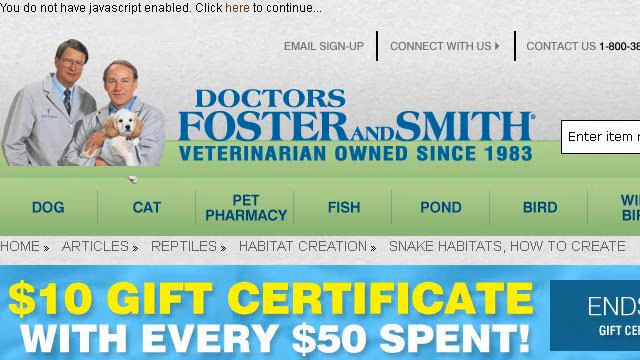 You do not have javascript enabled. Click here to continue...
EMAIL SIGN-UP
CONNECT WITH US
CONTACT US 1-800-38
DOCTORS
FOSTER AND SMITH®
VETERINARIAN OWNED SINCE 1983
Enter item
DOG
CAT
PET
PHARMACY
FISH
POND
BIRD
HOME » ARTICLES » REPTILES » HABITAT CREATION » SNAKE HABITATS, HOW TO CREATE
$10 GIFT CERTIFICATE
WITH EVERY $50 SPENT!
ENDS
GIFT CE